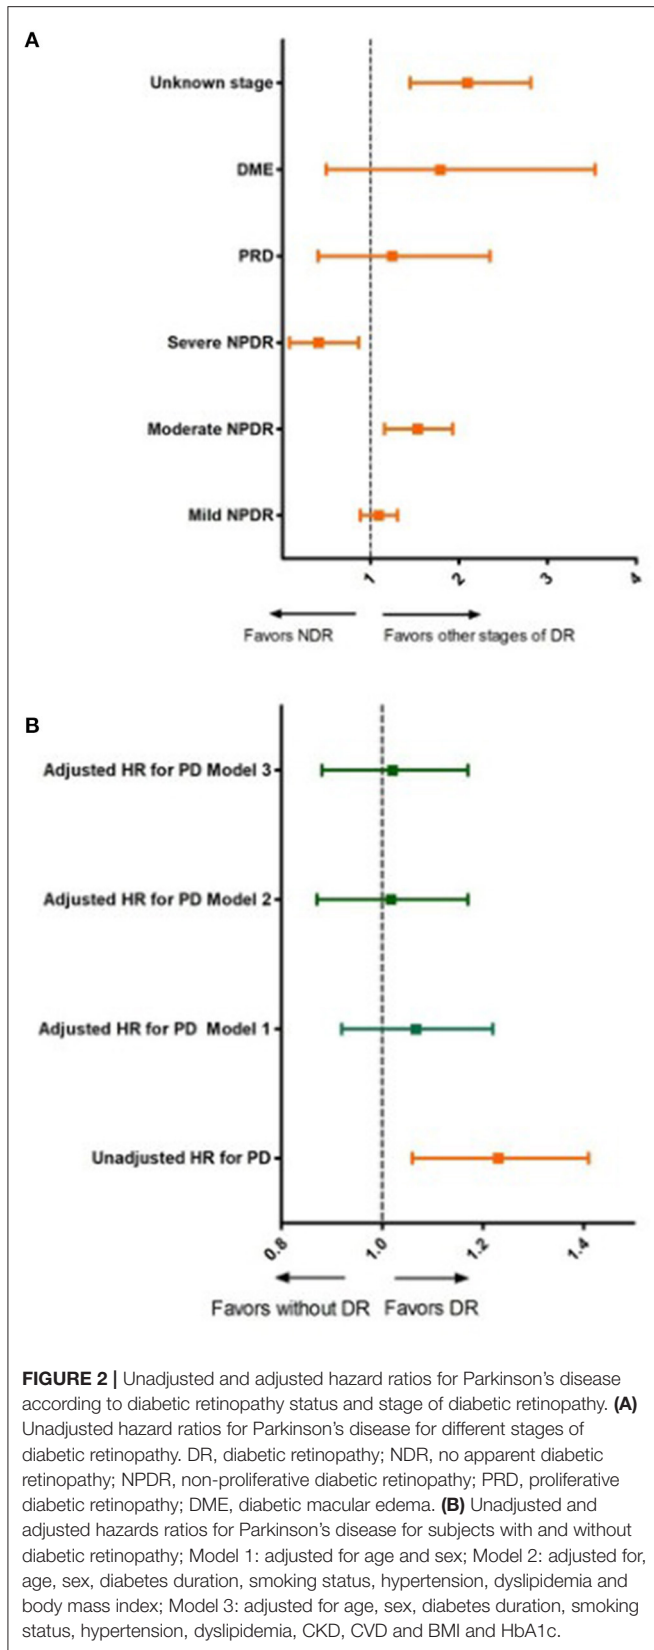 A
Unknown stage
DME
PRD
Severe NPDR
Moderate NPDR
Mild NPDR
1 2 3 4
Favors NDR Favors other stages of DR
B
Adjusted HR for PD Model 3
Adjusted HR for PD Model 2
Adjusted HR for PD Model 1
Unadjusted HR for PD
0.8 1.0 1.2 1.4
Favors without DR Favors DR
FIGURE 2 | Unadjusted and adjusted hazard ratios for Parkinson's disease
according to diabetic retinopathy status and stage of diabetic retinopathy. (A)
Unadjusted hazard ratios for Parkinson's disease for different stages of
diabetic retinopathy. DR, diabetic retinopathy; NDR, no apparent diabetic
retinopathy; NPDR, non-proliferative diabetic retinopathy; PRD, proliferative
diabetic retinopathy; DME, diabetic macular edema. (B) Unadjusted and
adjusted hazards ratios for Parkinson's disease for subjects with and without
diabetic retinopathy; Model 1: adjusted for age and sex; Model 2: adjusted for,
age, sex, diabetes duration, smoking status, hypertension, dyslipidemia and
body mass index; Model 3: adjusted for age, sex, diabetes duration, smoking
status, hypertension, dyslipidemia, CKD, CVD and BMI and HbA1c.